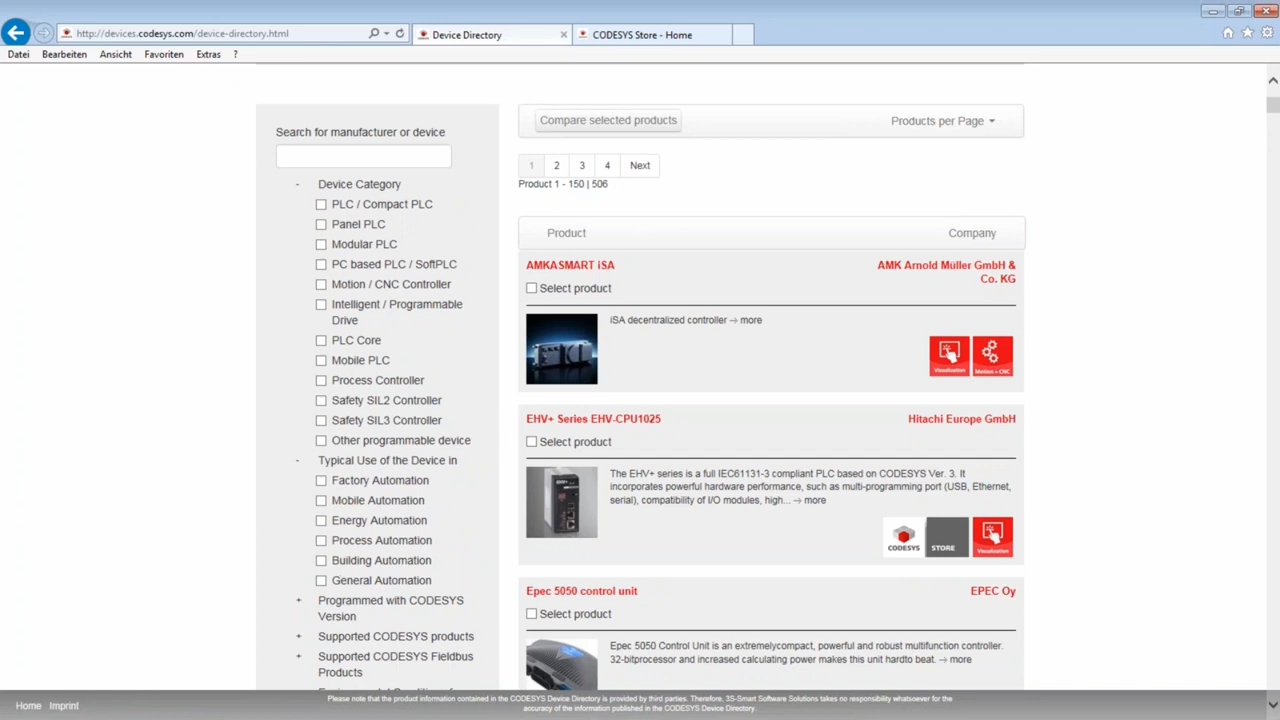 http://devices.codesys.com/device-directory.html
Device Directory
CODESYS Store - Home
Datei Bearbeiten Ansicht Favoriten Extras ?
Search for manufacturer or device
- Device Category
PLC / Compact PLC
Panel PLC
Modular PLC
PC based PLC / SoftPLC
Motion / CNC Controller
Intelligent / Programmable
Drive
PLC Core
Mobile PLC
Process Controller
Safety SIL2 Controller
Safety SIL3 Controller
Other programmable device
- Typical Use of the Device in
Factory Automation
Mobile Automation
Energy Automation
Process Automation
Building Automation
General Automation
+ Programmed with CODESYS
Version
+ Supported CODESYS products
+ Supported CODESYS Fieldbus
Products
Compare selected products
Products per Page
1 2 3 4 Next
Product 1 - 150 | 506
Product Company
AMKASMART iSA
AMK Arnold Müller GmbH &
Co. KG
Select product
iSA decentralized controller → more
Visualization
Motion + CNC
EHV+ Series EHV-CPU1025
Hitachi Europe GmbH
Select product
The EHV+ series is a full IEC61131-3 compliant PLC based on CODESYS Ver. 3. It
incorporates powerful hardware performance, such as multi-programming port (USB, Ethernet,
serial), compatibility of I/O modules, high... → more
CODESYS STORE
Visualization
Epec 5050 control unit
EPEC Oy
Select product
Epec 5050 Control Unit is an extremelycompact, powerful and robust multifunction controller.
32-bitprocessor and increased calculating power makes this unit hardto beat. → more
Home Imprint
Please note that the product information contained in the CODESYS Device Directory is provided by third parties. Therefore, 3S-Smart Software Solutions takes no responsibility whatsoever for the
accuracy of the information published in the CODESYS Device Directory.